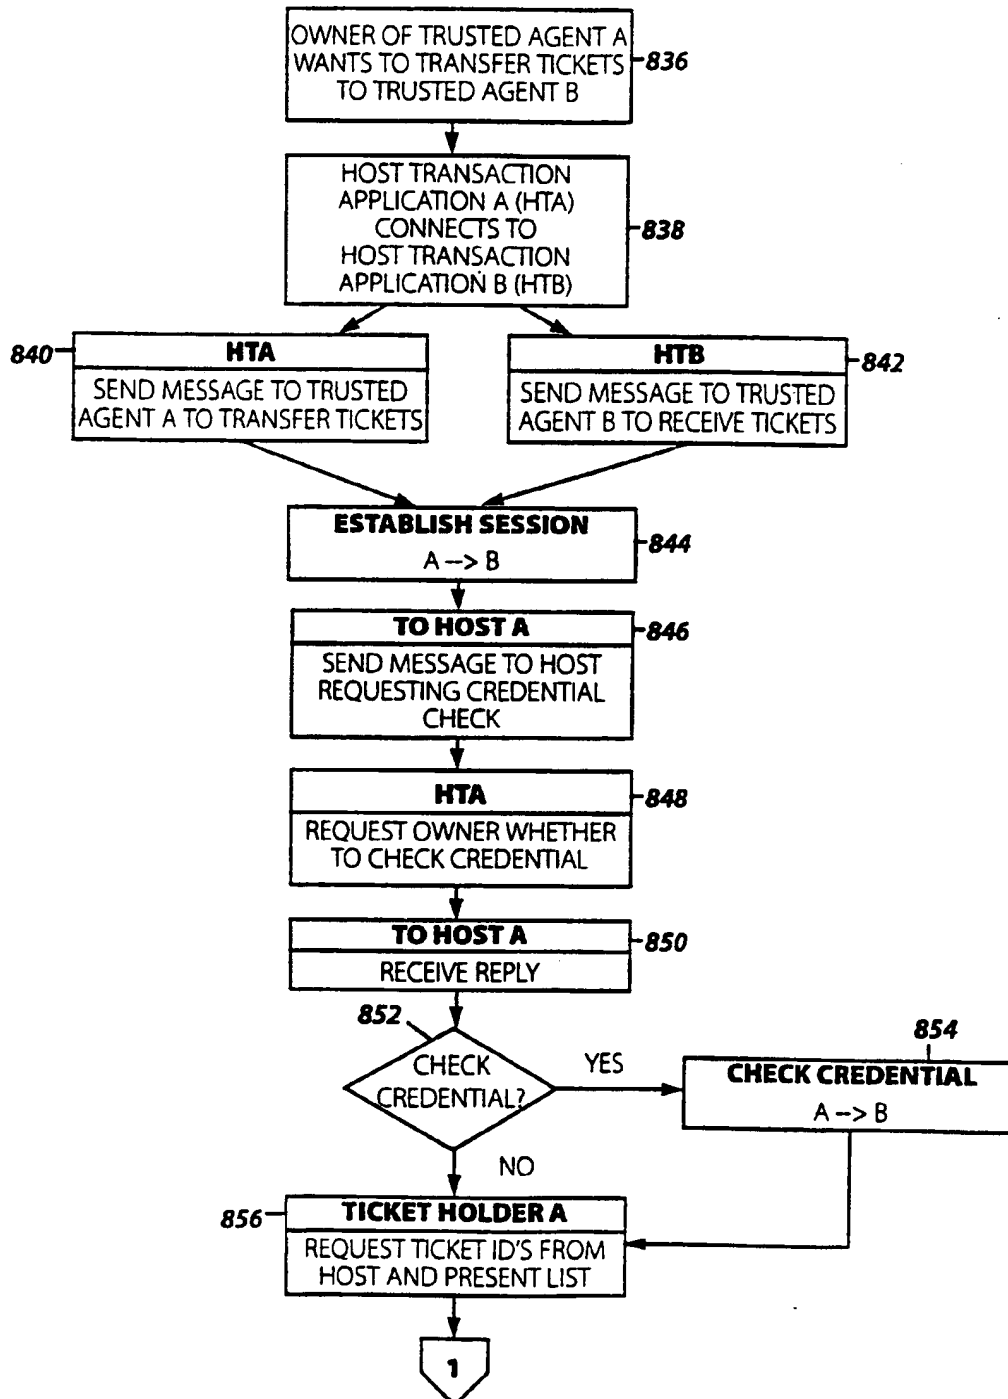 OWNER OF TRUSTED AGENT A
WANTS TO TRANSFER TICKETS
TO TRUSTED AGENT B
836
HOST TRANSACTION
APPLICATION A (HTA)
CONNECTS TO
HOST TRANSACTION
APPLICATION B (HTB)
838
840
HTA
SEND MESSAGE TO TRUSTED
AGENT A TO TRANSFER TICKETS
HTB
842
SEND MESSAGE TO TRUSTED
AGENT B TO RECEIVE TICKETS
ESTABLISH SESSION
A --> B
844
TO HOST A
846
SEND MESSAGE TO HOST
REQUESTING CREDENTIAL
CHECK
HTA
848
REQUEST OWNER WHETHER
TO CHECK CREDENTIAL
TO HOST A
850
RECEIVE REPLY
852
CHECK
CREDENTIAL?
YES
854
CHECK CREDENTIAL
A --> B
NO
856
TICKET HOLDER A
REQUEST TICKET ID'S FROM
HOST AND PRESENT LIST
1